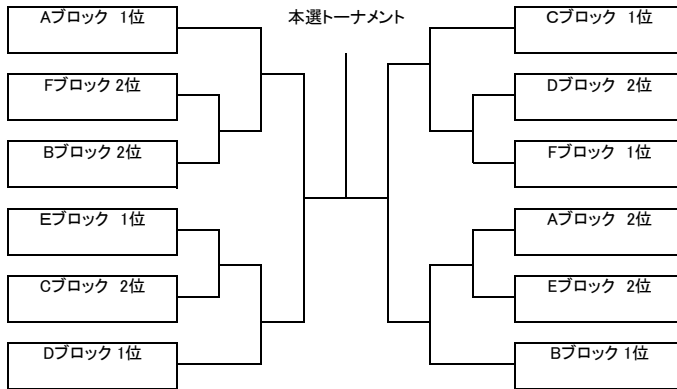 本選トーナメント
Aブロック 1位
Fブロック 2位
Bブロック 2位
Eブロック 1位
Cブロック 2位
Dブロック 1位
Cブロック 1位
Dブロック 2位
Fブロック 1位
Aブロック 2位
Eブロック 2位
Bブロック 1位